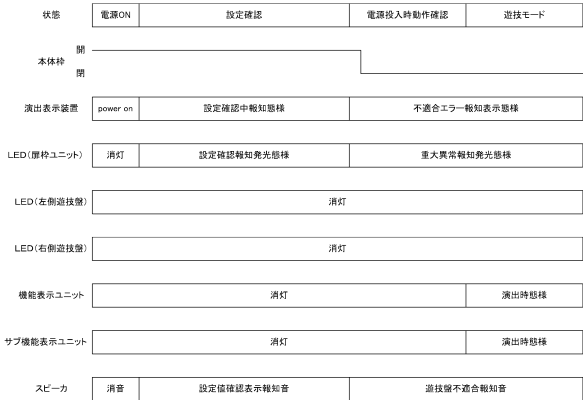 状態 電源ON 設定確認 電源投入時動作確認 遊技モード
開
本体枠
閉
演出表示装置 power on 設定確認中報知態様 不適合エラー報知表示態様
LED(扉枠ユニット) 消灯 設定確認報知発光態様 重大異常報知発光態様
LED(左側遊技盤) 消灯
LED(右側遊技盤) 消灯
機能表示ユニット 消灯 演出時態様
サブ機能表示ユニット 消灯 演出時態様
スピーカ 消音 設定値確認表示報知音 遊技盤不適合報知音